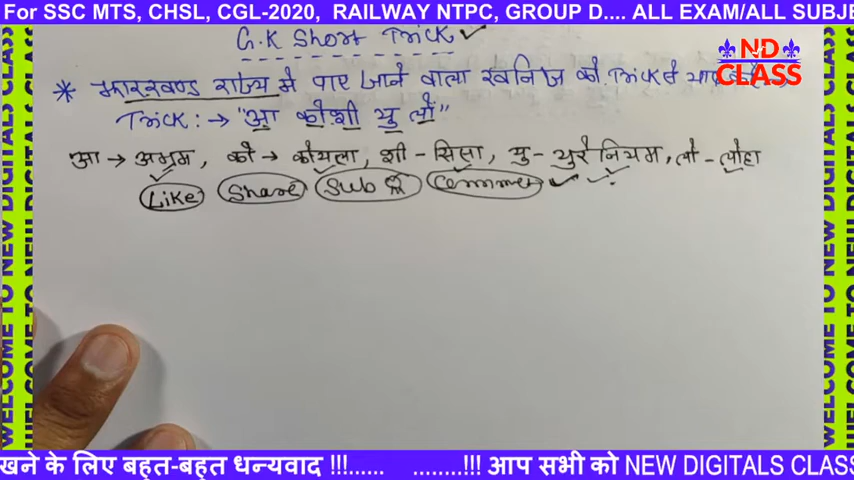 For SSC MTS, CHSL, CGL-2020, RAILWAY NTPC, GROUP D.... ALL EXAM/ALL SUBJE
G.K Short Trick ✓
ND CLASS
* झारखण्ड राज्य में पाए जाने वाला खनिज को Trick से
Trick :→ "आ को.शी यु लो"
आ → अभ्रम, को → कोयला, शी - सिसा, यु - युरेनियम, लो - लोहा
Like Share Sub Comment
WELCOME TO NEW DIGITALS CLASS
WELCOME TO NEW DIGITALS CLASS
खने के लिए बहुत-बहुत धन्यवाद !!!...... ........!!! आप सभी को NEW DIGITALS CLASS